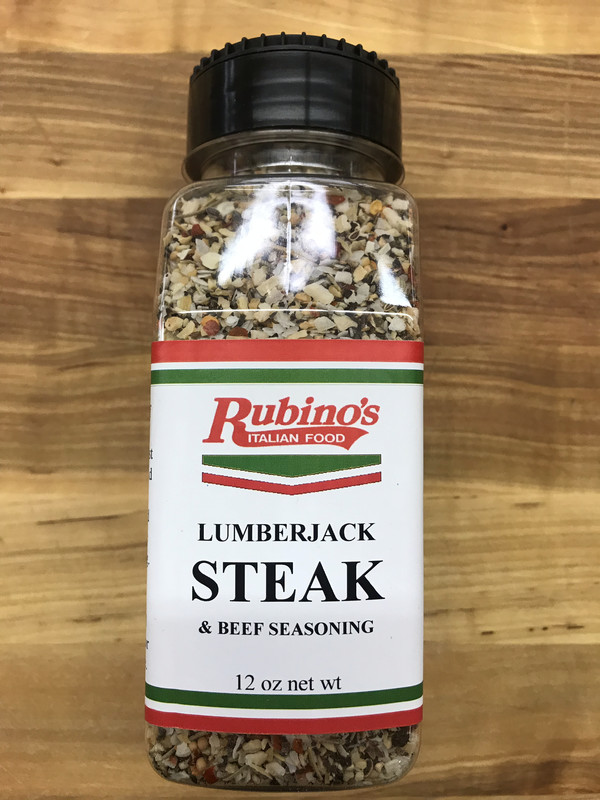 Rubino's
ITALIAN FOOD
LUMBERJACK
STEAK
& BEEF SEASONING
12 oz net wt